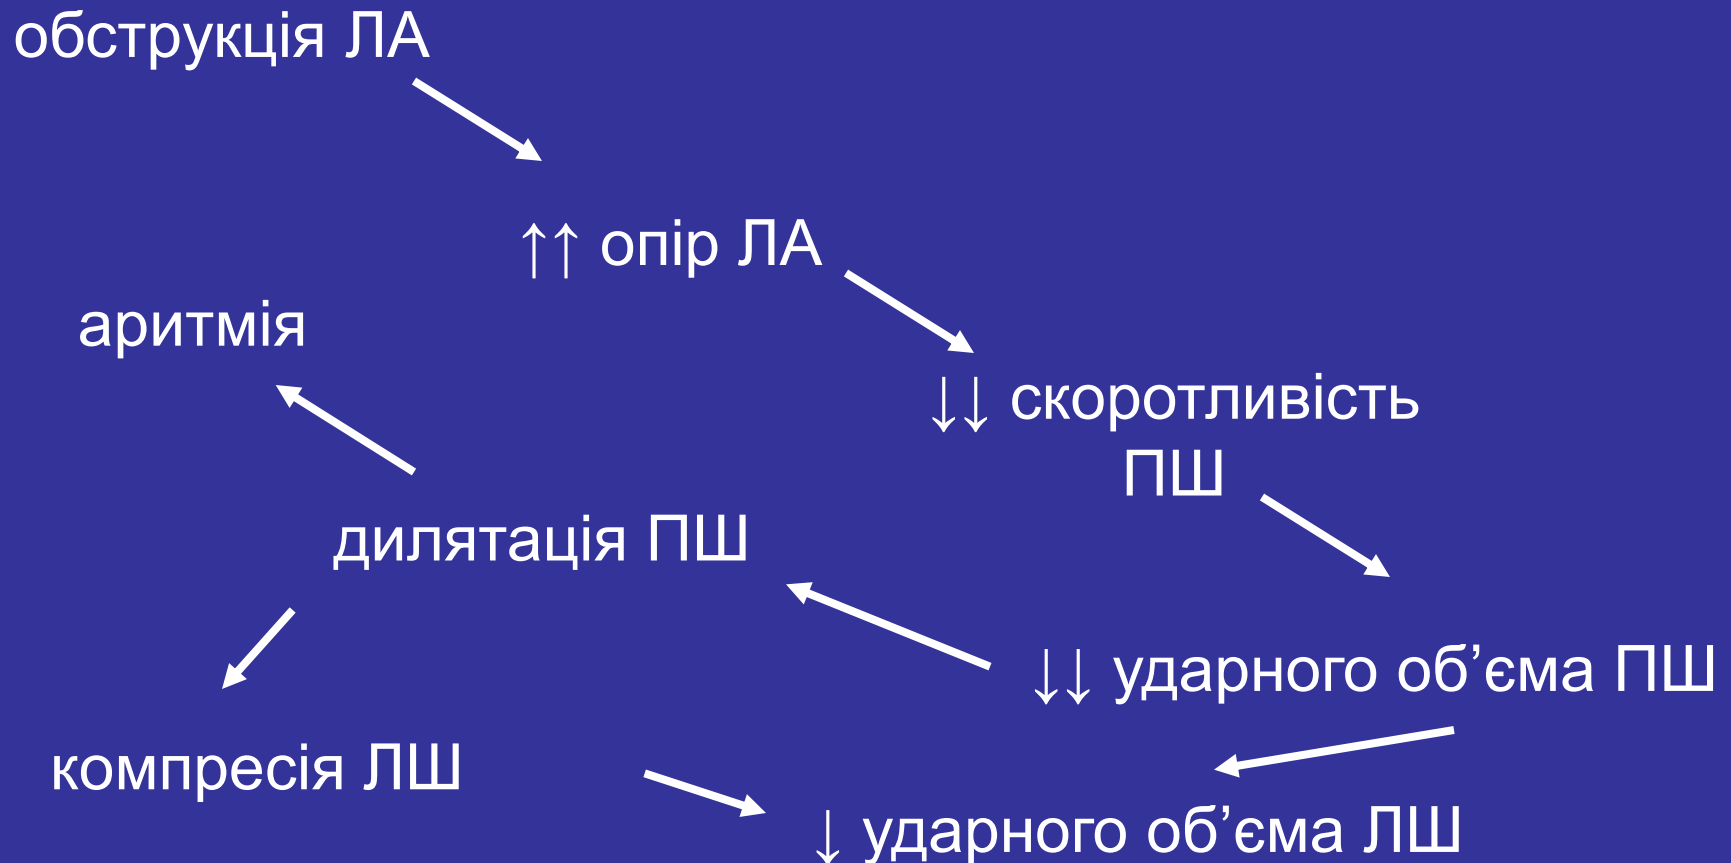 обструкція ЛА
↑↑ опір ЛА
аритмія
↓↓ скоротливість
ПШ
дилятація ПШ
↓↓ ударного об’єма ПШ
компресія ЛШ
↓ ударного об’єма ЛШ